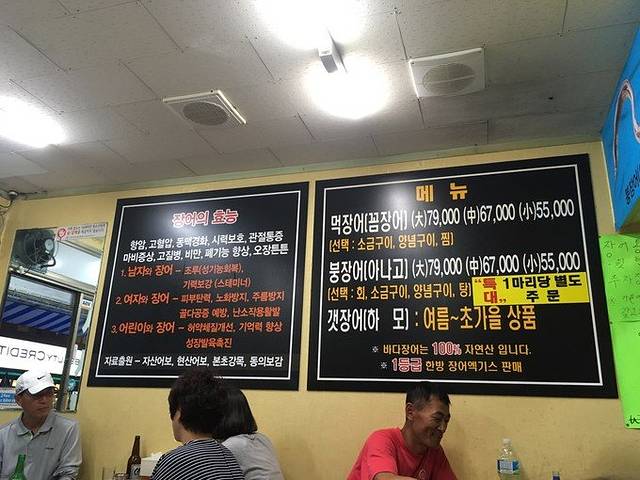 장어의 효능
항암, 고혈압, 동맥경화, 시력보호, 관절통증
마비증상, 고질병, 비만, 폐기능 향상, 오장튼튼
1. 남자와 장어 - 조루(성기능회복),
기력보강 (스테미너)
2. 여자와 장어 - 피부탄력, 노화방지, 주름방지
골다공증 예방, 난소작용활발
3. 어린이와 장어 - 허약체질개선, 기억력 향상
성장발육촉진
자료출원 - 자산어보, 현산어보, 본초강목, 동의보감
메 뉴
먹장어[꼼장어] (大)79,000 (中)67,000 (小)55,000
(선택 : 소금구이, 양념구이, 찜)
붕장어(아나고) (大)79,000 (中)67,000 (小)55,000
(선택 : 회, 소금구이, 양념구이, 탕)
"특대" 1마리당 별도 주문
갯장어(하 모) : 여름~초가을 상품
※ 바다장어는 100% 자연산 입니다.
※ 1등급 한방 장어엑기스 판매
CREDIT